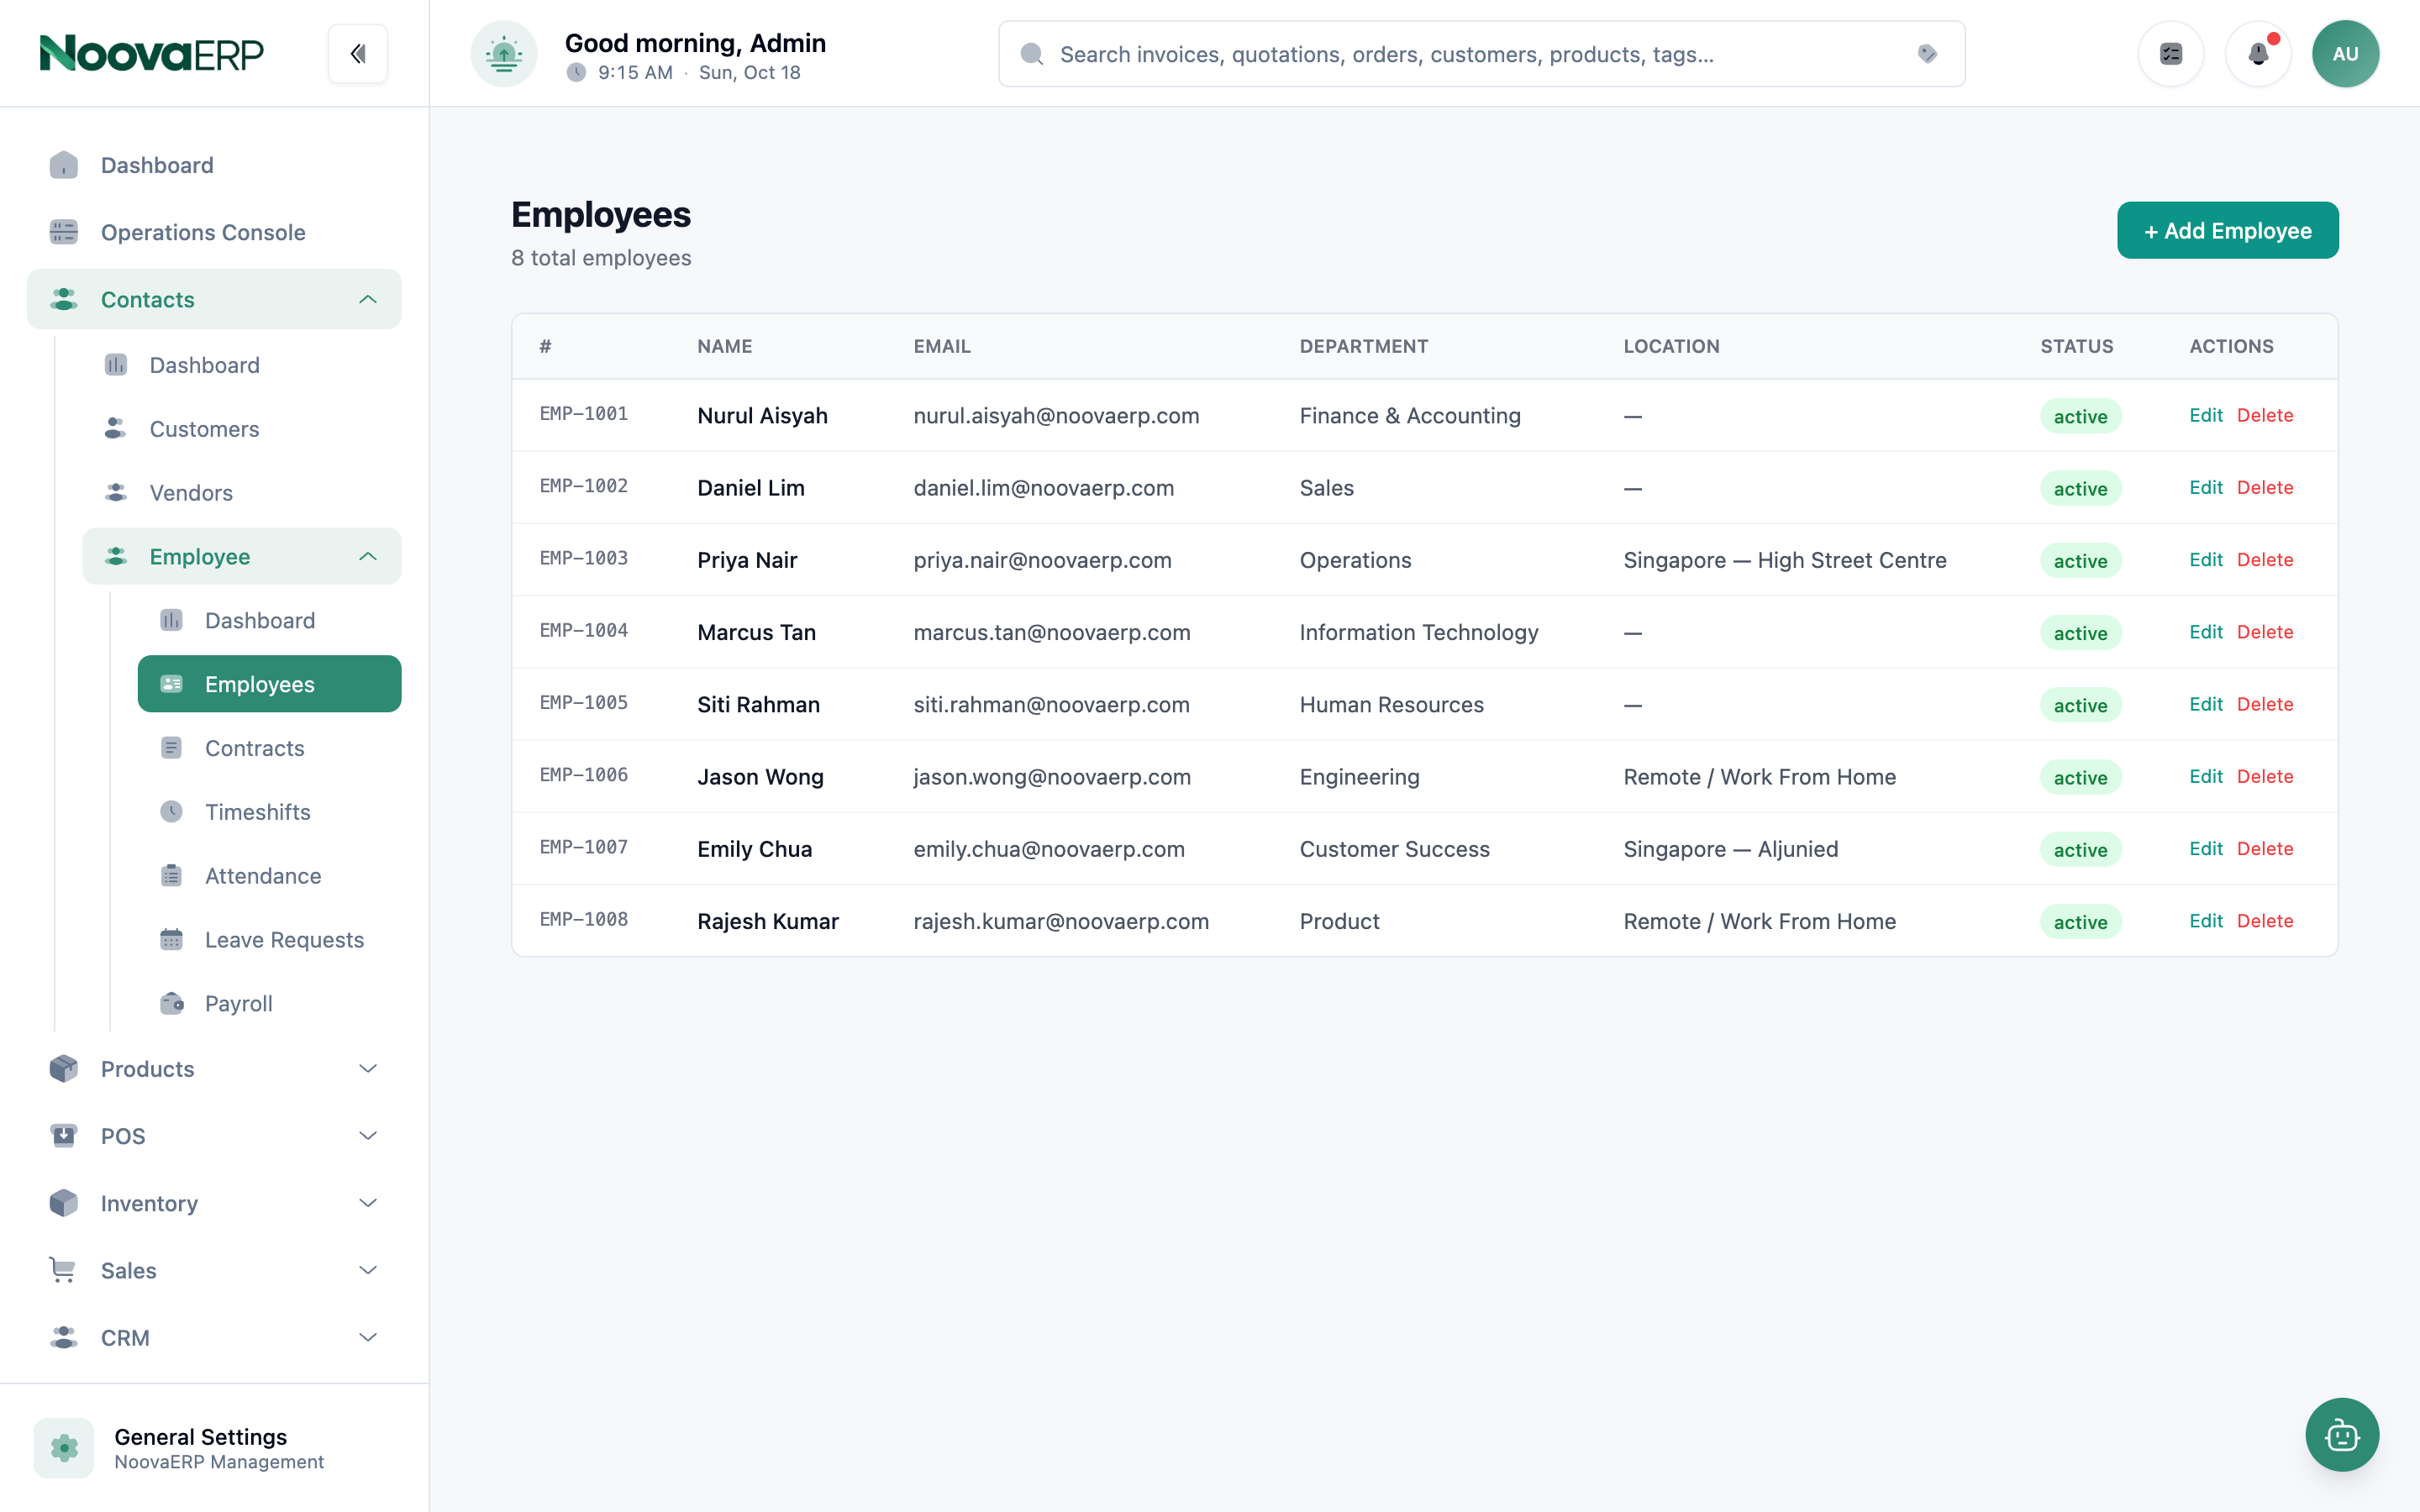 NoovaERP
Good morning, Admin
9:15 AM · Sun, Oct 18
Search invoices, quotations, orders, customers, products, tags...
AU
Dashboard
Operations Console
Contacts
Dashboard
Customers
Vendors
Employee
Dashboard
Employees
Contracts
Timeshifts
Attendance
Leave Requests
Payroll
Products
POS
Inventory
Sales
CRM
General Settings
NoovaERP Management
Employees
8 total employees
+ Add Employee
# NAME EMAIL DEPARTMENT LOCATION STATUS ACTIONS
EMP-1001 Nurul Aisyah nurul.aisyah@noovaerp.com Finance & Accounting — active Edit Delete
EMP-1002 Daniel Lim daniel.lim@noovaerp.com Sales — active Edit Delete
EMP-1003 Priya Nair priya.nair@noovaerp.com Operations Singapore — High Street Centre active Edit Delete
EMP-1004 Marcus Tan marcus.tan@noovaerp.com Information Technology — active Edit Delete
EMP-1005 Siti Rahman siti.rahman@noovaerp.com Human Resources — active Edit Delete
EMP-1006 Jason Wong jason.wong@noovaerp.com Engineering Remote / Work From Home active Edit Delete
EMP-1007 Emily Chua emily.chua@noovaerp.com Customer Success Singapore — Aljunied active Edit Delete
EMP-1008 Rajesh Kumar rajesh.kumar@noovaerp.com Product Remote / Work From Home active Edit Delete